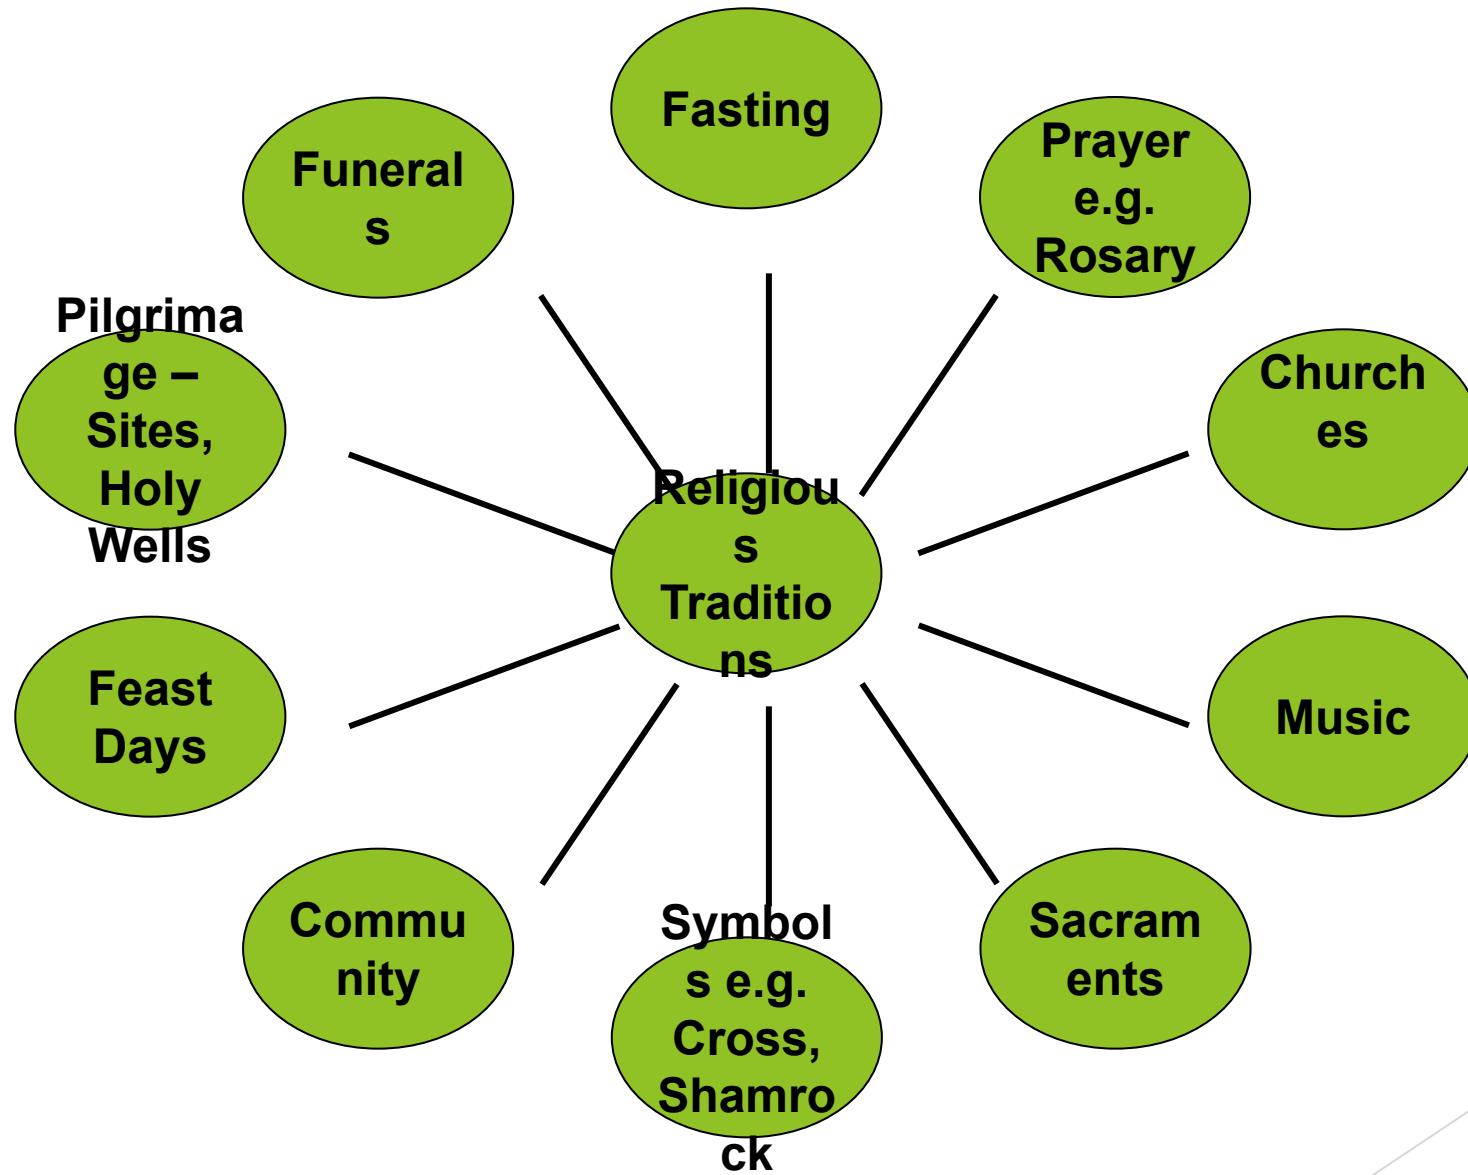 Fasting
Prayer
e.g.
Rosary
Church
es
Music
Sacram
ents
Symbol
s e.g.
Cross,
Shamro
ck
Commu
nity
Feast
Days
Pilgrima
ge –
Sites,
Holy
Wells
Funeral
s
Religiou
s
Traditio
ns